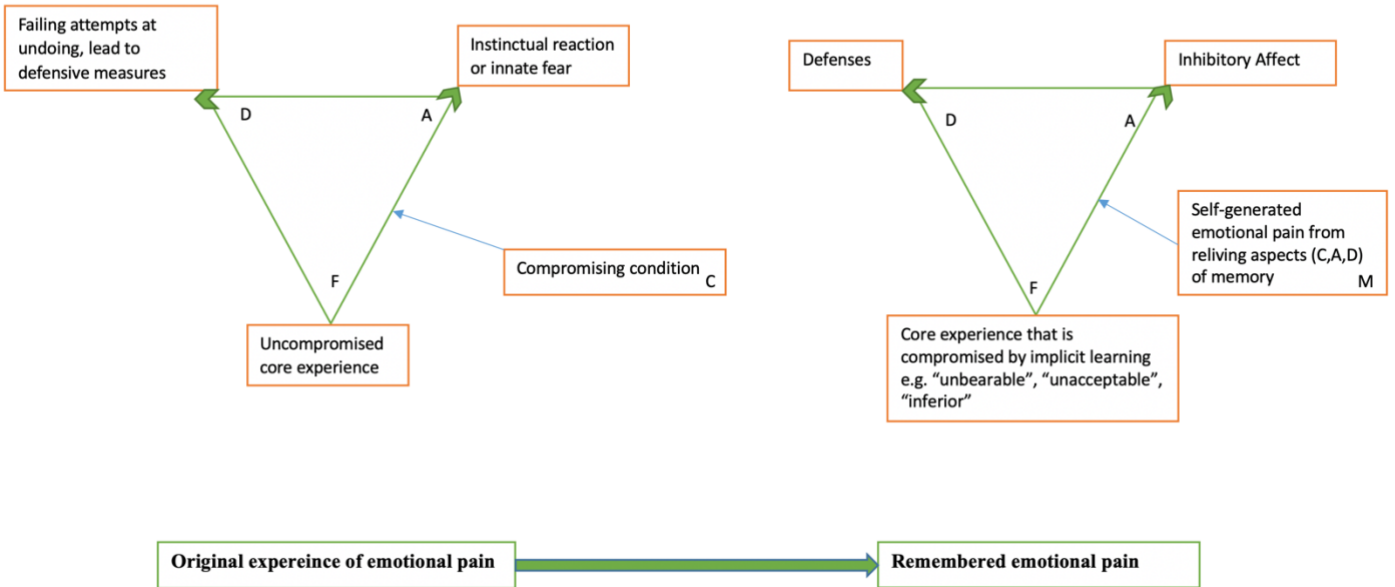 Failing attempts at
undoing, lead to
defensive measures
Instinctual reaction
or innate fear
D
A
F
Compromising condition
C
Uncompromised
core experience
Defenses
Inhibitory Affect
D
A
F
Self-generated
emotional pain from
reliving aspects (C,A,D)
of memory
M
Core experience that is
compromised by implicit learning
e.g. “unbearable”, “unacceptable”,
“inferior”
Original expereince of emotional pain
Remembered emotional pain